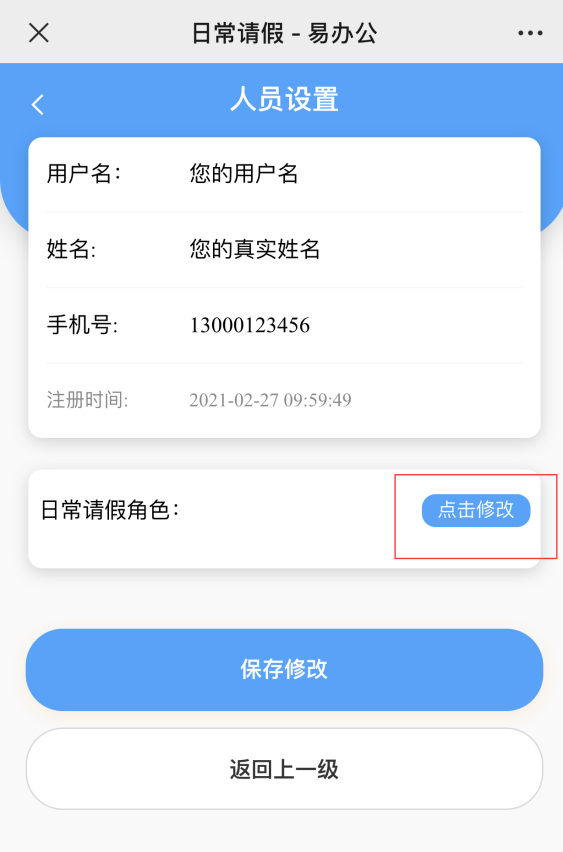 日常请假 - 易办公
人员设置
用户名： 您的用户名
姓名: 您的真实姓名
手机号: 13000123456
注册时间: 2021-02-27 09:59:49
日常请假角色： 点击修改
保存修改
返回上一级